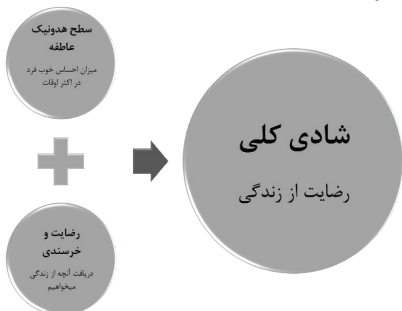 سطح هدونیک
عاطفه
میزان احساس خوب فرد
در اکثر اوقات
شادی کلی
رضایت از زندگی
رضایت و
خرسندی
دریافت آنچه از زندگی
میخواهیم